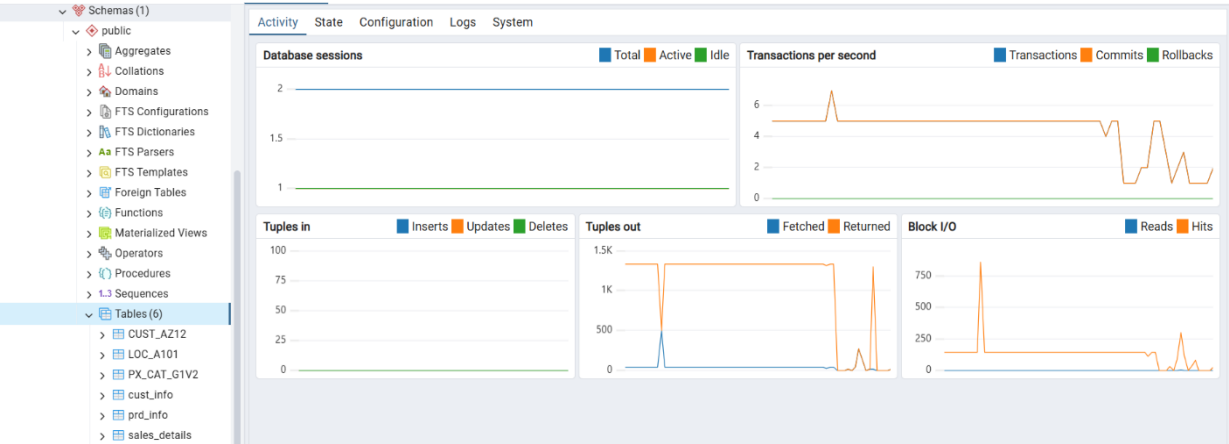 Schemas (1)
public
Aggregates
Collations
Domains
FTS Configurations
FTS Dictionaries
Aa FTS Parsers
FTS Templates
Foreign Tables
Functions
Materialized Views
Operators
Procedures
1..3 Sequences
Tables (6)
CUST_AZ12
LOC_A101
PX_CAT_G1V2
cust_info
prd_info
sales_details
Activity State Configuration Logs System
Database sessions Total Active Idle
2
1.5
1
Transactions per second Transactions Commits Rollbacks
6
4
2
0
Tuples in Inserts Updates Deletes
100
75
50
25
0
Tuples out Fetched Returned
1.5K
1K
500
0
Block I/O Reads Hits
750
500
250
0